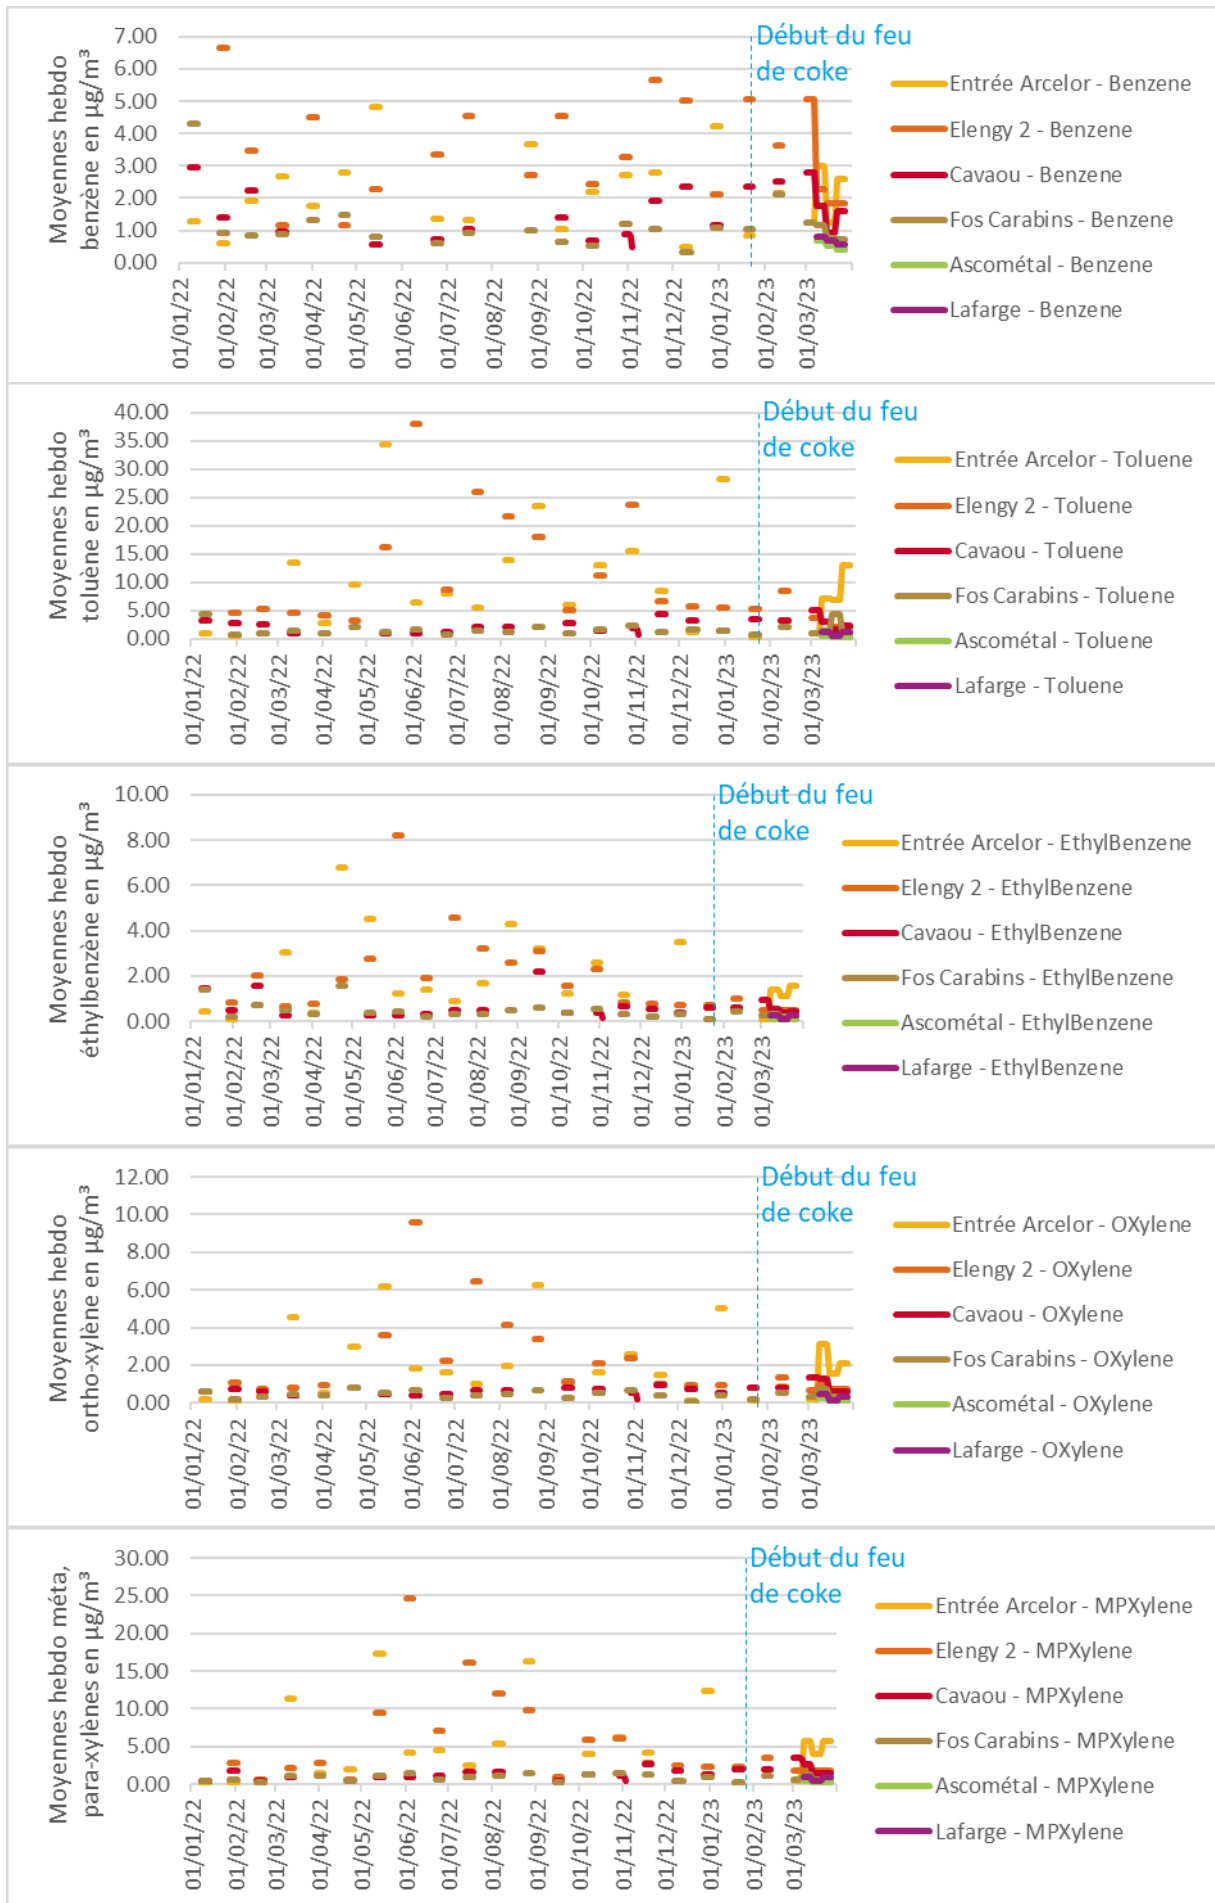 Moyennes hebdo
benzène en µg/m³
7.00
6.00
5.00
4.00
3.00
2.00
1.00
0.00
Début du feu
de coke
01/01/22
01/02/22
01/03/22
01/04/22
01/05/22
01/06/22
01/07/22
01/08/22
01/09/22
01/10/22
01/11/22
01/12/22
01/01/23
01/02/23
01/03/23
Entrée Arcelor - Benzene
Elengy 2 - Benzene
Cavaou - Benzene
Fos Carabins - Benzene
Ascométal - Benzene
Lafarge - Benzene
Moyennes hebdo
toluène en µg/m³
40.00
35.00
30.00
25.00
20.00
15.00
10.00
5.00
0.00
Début du feu
de coke
01/01/22
01/02/22
01/03/22
01/04/22
01/05/22
01/06/22
01/07/22
01/08/22
01/09/22
01/10/22
01/11/22
01/12/22
01/01/23
01/02/23
01/03/23
Entrée Arcelor - Toluene
Elengy 2 - Toluene
Cavaou - Toluene
Fos Carabins - Toluene
Ascométal - Toluene
Lafarge - Toluene
Moyennes hebdo
éthylbenzène en µg/m³
10.00
8.00
6.00
4.00
2.00
0.00
Début du feu
de coke
01/01/22
01/02/22
01/03/22
01/04/22
01/05/22
01/06/22
01/07/22
01/08/22
01/09/22
01/10/22
01/11/22
01/12/22
01/01/23
01/02/23
01/03/23
Entrée Arcelor - EthylBenzene
Elengy 2 - EthylBenzene
Cavaou - EthylBenzene
Fos Carabins - EthylBenzene
Ascométal - EthylBenzene
Lafarge - EthylBenzene
Moyennes hebdo
ortho-xylène en µg/m³
12.00
10.00
8.00
6.00
4.00
2.00
0.00
Début du feu
de coke
01/01/22
01/02/22
01/03/22
01/04/22
01/05/22
01/06/22
01/07/22
01/08/22
01/09/22
01/10/22
01/11/22
01/12/22
01/01/23
01/02/23
01/03/23
Entrée Arcelor - OXylene
Elengy 2 - OXylene
Cavaou - OXylene
Fos Carabins - OXylene
Ascométal - OXylene
Lafarge - OXylene
Moyennes hebdo méta,
para-xylènes en µg/m³
30.00
25.00
20.00
15.00
10.00
5.00
0.00
Début du feu
de coke
01/01/22
01/02/22
01/03/22
01/04/22
01/05/22
01/06/22
01/07/22
01/08/22
01/09/22
01/10/22
01/11/22
01/12/22
01/01/23
01/02/23
01/03/23
Entrée Arcelor - MPXylene
Elengy 2 - MPXylene
Cavaou - MPXylene
Fos Carabins - MPXylene
Ascométal - MPXylene
Lafarge - MPXylene